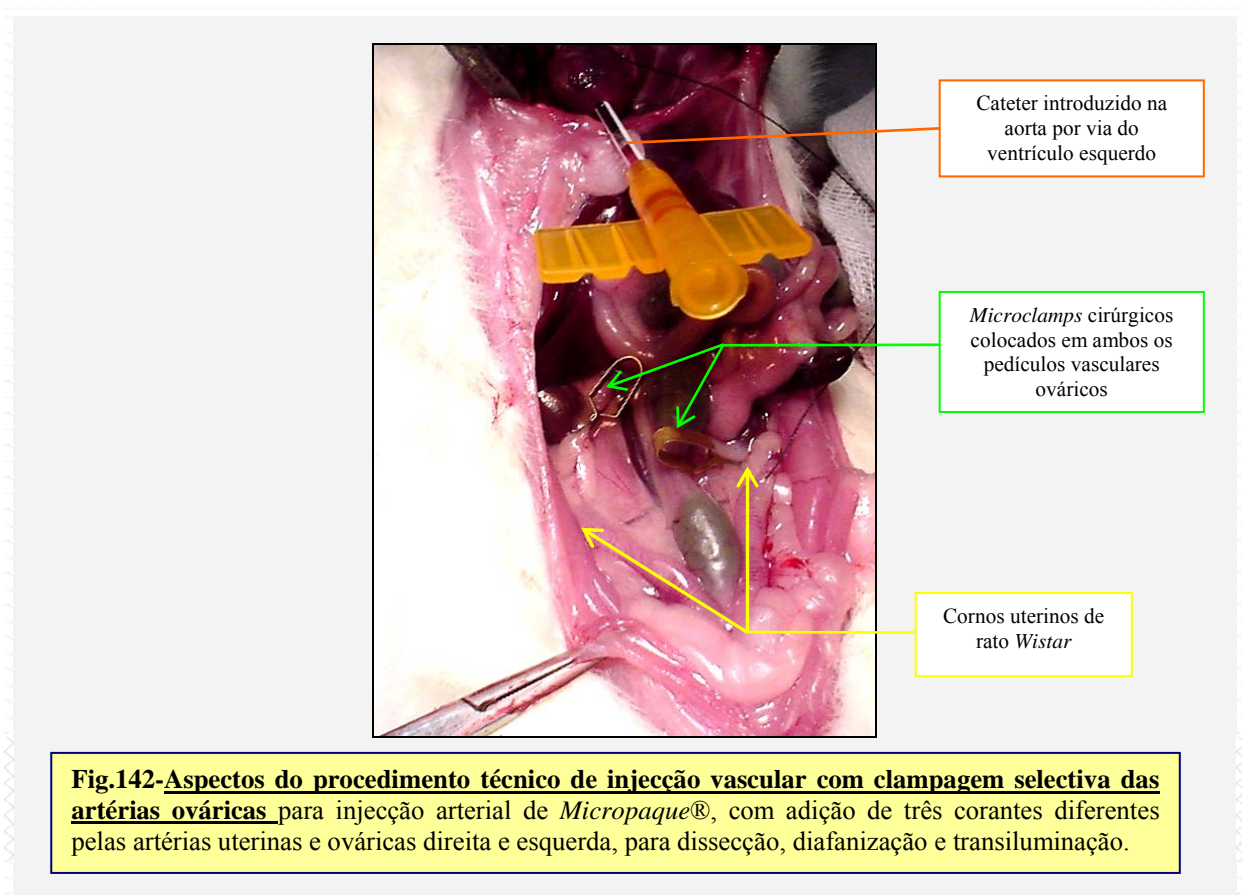 Cateter introduzido na
aorta por via do
ventrículo esquerdo
Microclamps cirúrgicos
colocados em ambos os
pedículos vasculares
ováricos
Cornos uterinos de
rato Wistar
Fig.142-Aspectos do procedimento técnico de injecção vascular com clampagem selectiva das
artérias ováricas para injecção arterial de Micropaque®, com adição de três corantes diferentes
pelas artérias uterinas e ováricas direita e esquerda, para dissecção, diafanização e transiluminação.